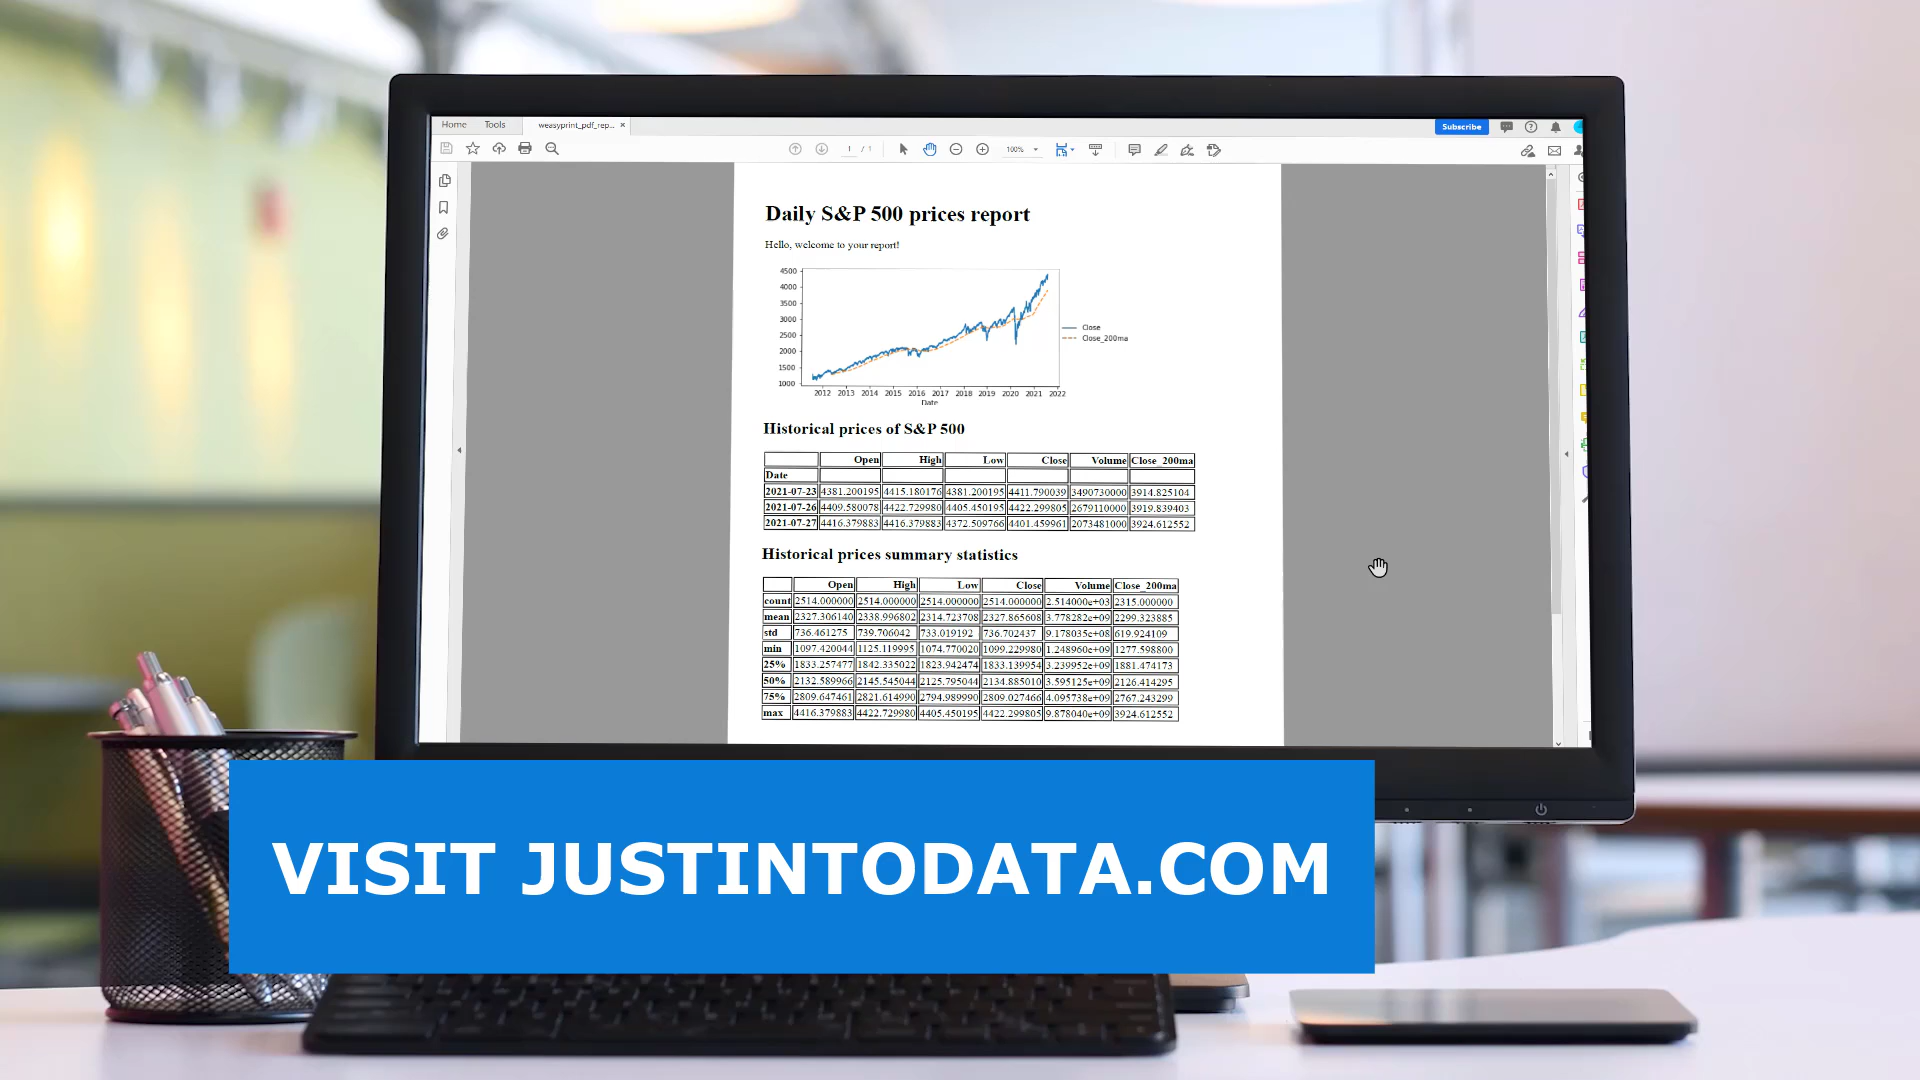 Home Tools weasyprint_pdf_rep... × Subscribe
1 / 1 100%
Daily S&P 500 prices report
Hello, welcome to your report!
4500
4000
3500
3000
2500
2000
1500
1000
Close
Close_200ma
2012 2013 2014 2015 2016 2017 2018 2019 2020 2021 2022
Date
Historical prices of S&P 500
Open High Low Close Volume Close_200ma
Date
2021-07-23 4381.200195 4415.180176 4381.200195 4411.790039 3490730000 3914.825104
2021-07-26 4409.580078 4422.729980 4405.450195 4422.299805 2679110000 3919.839403
2021-07-27 4416.379883 4416.379883 4372.509766 4401.459961 2073481000 3924.612552
Historical prices summary statistics
Open High Low Close Volume Close_200ma
count 2514.000000 2514.000000 2514.000000 2514.000000 2.514000e+03 2315.000000
mean 2327.306140 2338.996802 2314.723708 2327.865608 3.778282e+09 2299.323885
std 736.461275 739.706042 733.019192 736.702437 9.178035e+08 619.924109
min 1097.420044 1125.119995 1074.770020 1099.229980 1.248960e+09 1277.598800
25% 1833.257477 1842.335022 1823.942474 1833.139954 3.239952e+09 1881.474173
50% 2132.589966 2145.545044 2125.795044 2134.885010 3.595125e+09 2126.414295
75% 2809.647461 2821.614990 2794.989990 2809.027466 4.095738e+09 2767.243299
max 4416.379883 4422.729980 4405.450195 4422.299805 9.878040e+09 3924.612552
VISIT JUSTINTODATA.COM